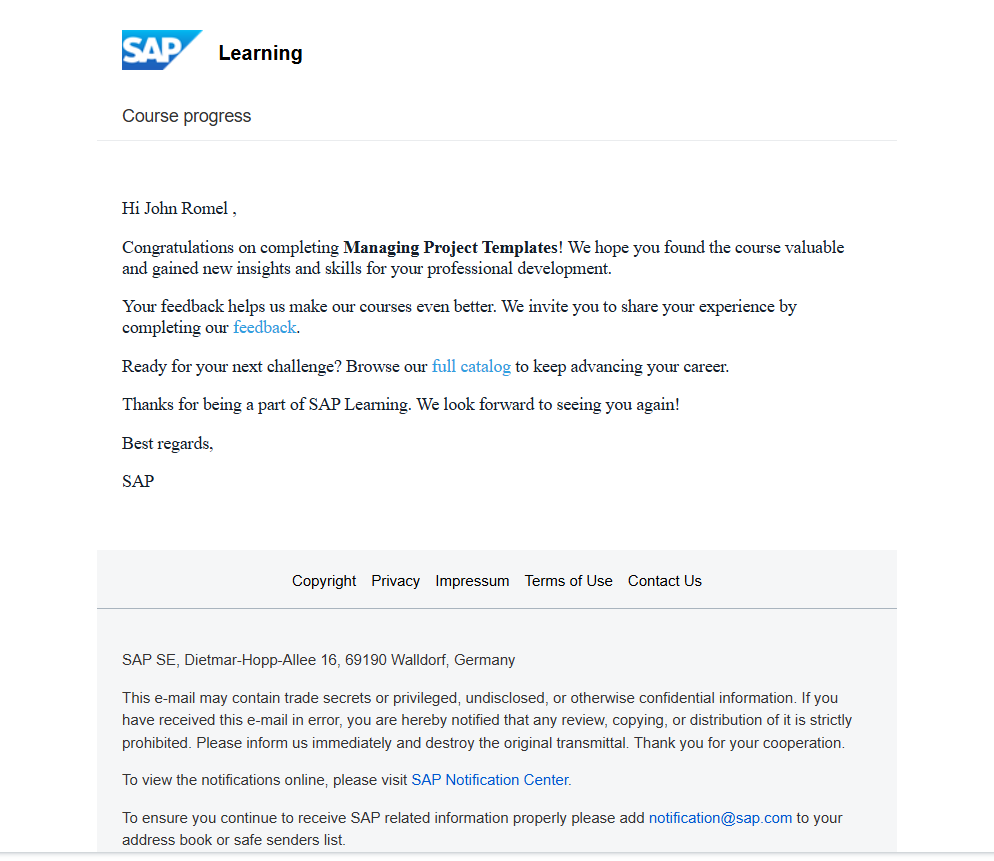 SAP Learning
Course progress
Hi John Romel ,
Congratulations on completing Managing Project Templates! We hope you found the course valuable
and gained new insights and skills for your professional development.
Your feedback helps us make our courses even better. We invite you to share your experience by
completing our feedback.
Ready for your next challenge? Browse our full catalog to keep advancing your career.
Thanks for being a part of SAP Learning. We look forward to seeing you again!
Best regards,
SAP
Copyright Privacy Impressum Terms of Use Contact Us
SAP SE, Dietmar-Hopp-Allee 16, 69190 Walldorf, Germany
This e-mail may contain trade secrets or privileged, undisclosed, or otherwise confidential information. If you
have received this e-mail in error, you are hereby notified that any review, copying, or distribution of it is strictly
prohibited. Please inform us immediately and destroy the original transmittal. Thank you for your cooperation.
To view the notifications online, please visit SAP Notification Center.
To ensure you continue to receive SAP related information properly please add notification@sap.com to your
address book or safe senders list.